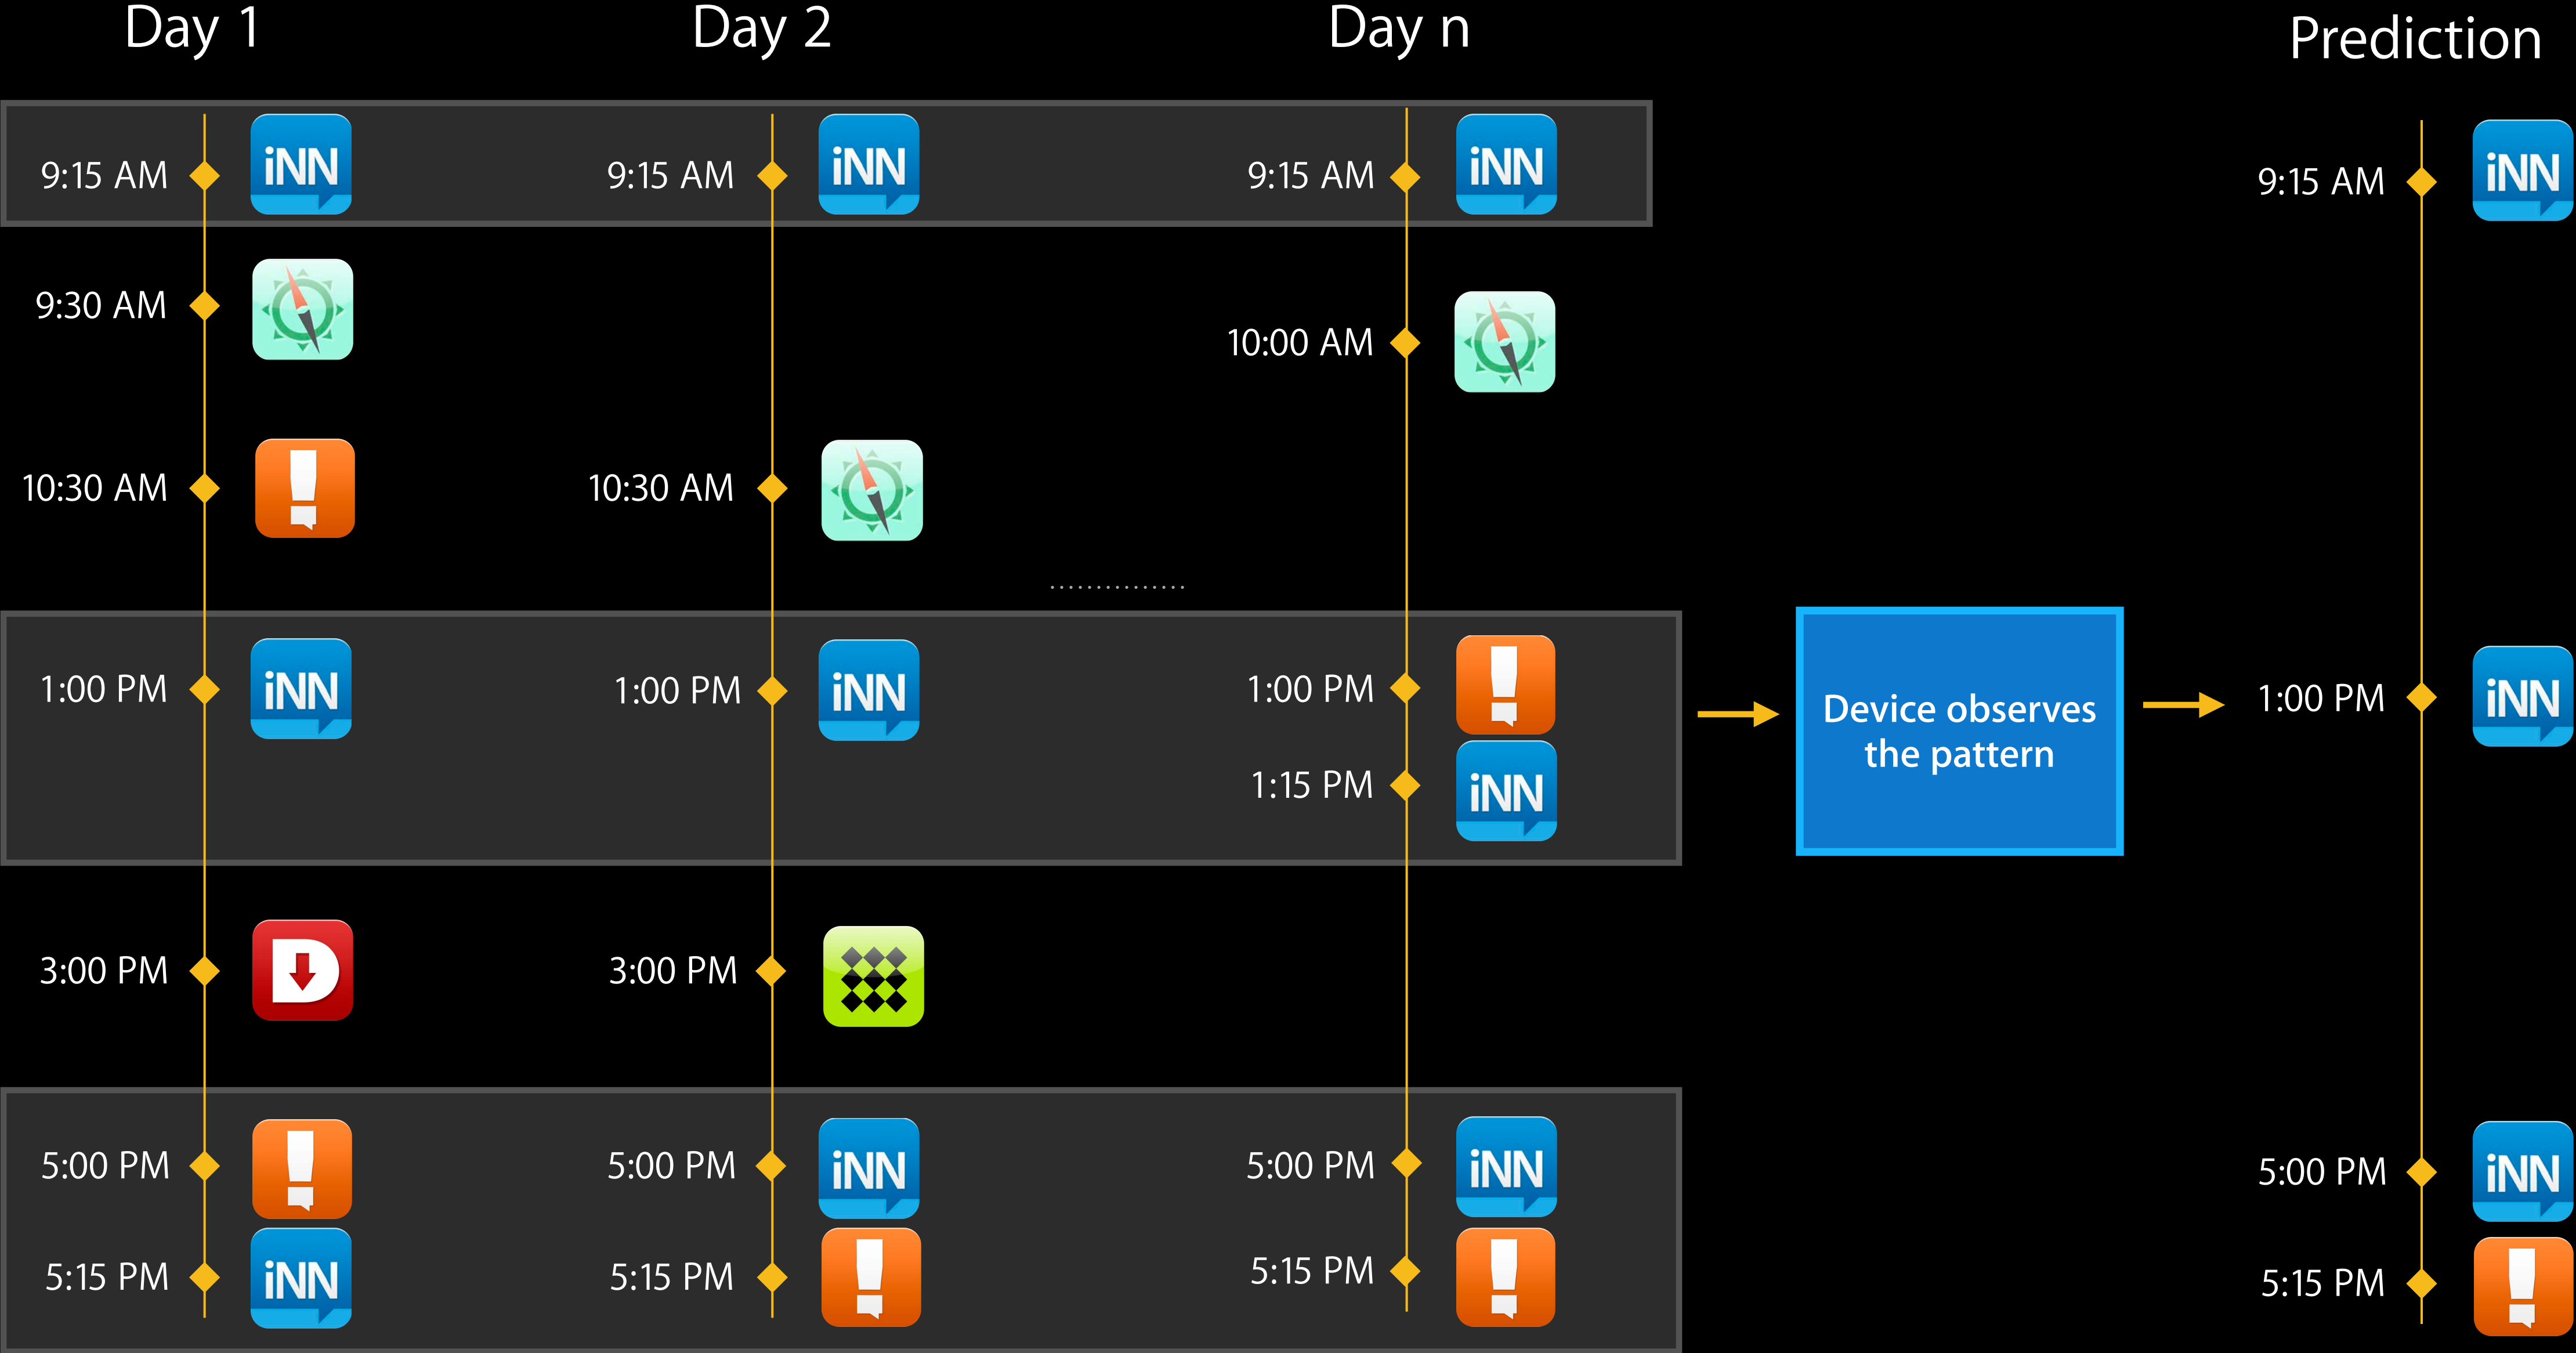 Day 1
Day 2
Day n
Prediction
9:15 AM
iNN
9:15 AM
iNN
9:15 AM
iNN
9:15 AM
iNN
9:30 AM
10:00 AM
10:30 AM
!
10:30 AM
...............
1:00 PM
iNN
1:00 PM
iNN
1:00 PM
!
1:15 PM
iNN
Device observes
the pattern
1:00 PM
iNN
3:00 PM
D
3:00 PM
5:00 PM
!
5:00 PM
iNN
5:00 PM
iNN
5:00 PM
iNN
5:15 PM
iNN
5:15 PM
!
5:15 PM
!
5:15 PM
!